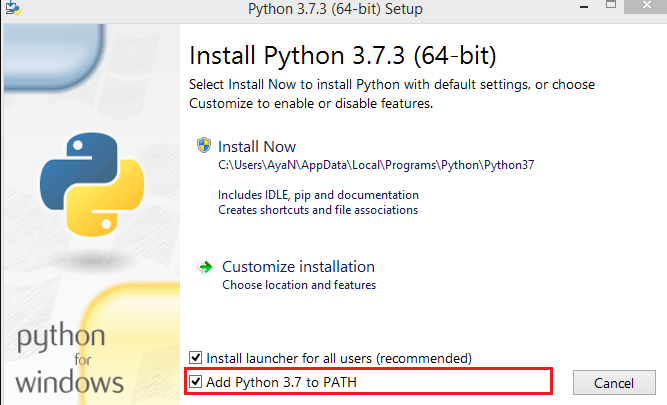 Python 3.7.3 (64-bit) Setup
Install Python 3.7.3 (64-bit)
Select Install Now to install Python with default settings, or choose
Customize to enable or disable features.
Install Now
C:\Users\AyaN\AppData\Local\Programs\Python\Python37
Includes IDLE, pip and documentation
Creates shortcuts and file associations
Customize installation
Choose location and features
python
for
windows
Install launcher for all users (recommended)
Add Python 3.7 to PATH
Cancel